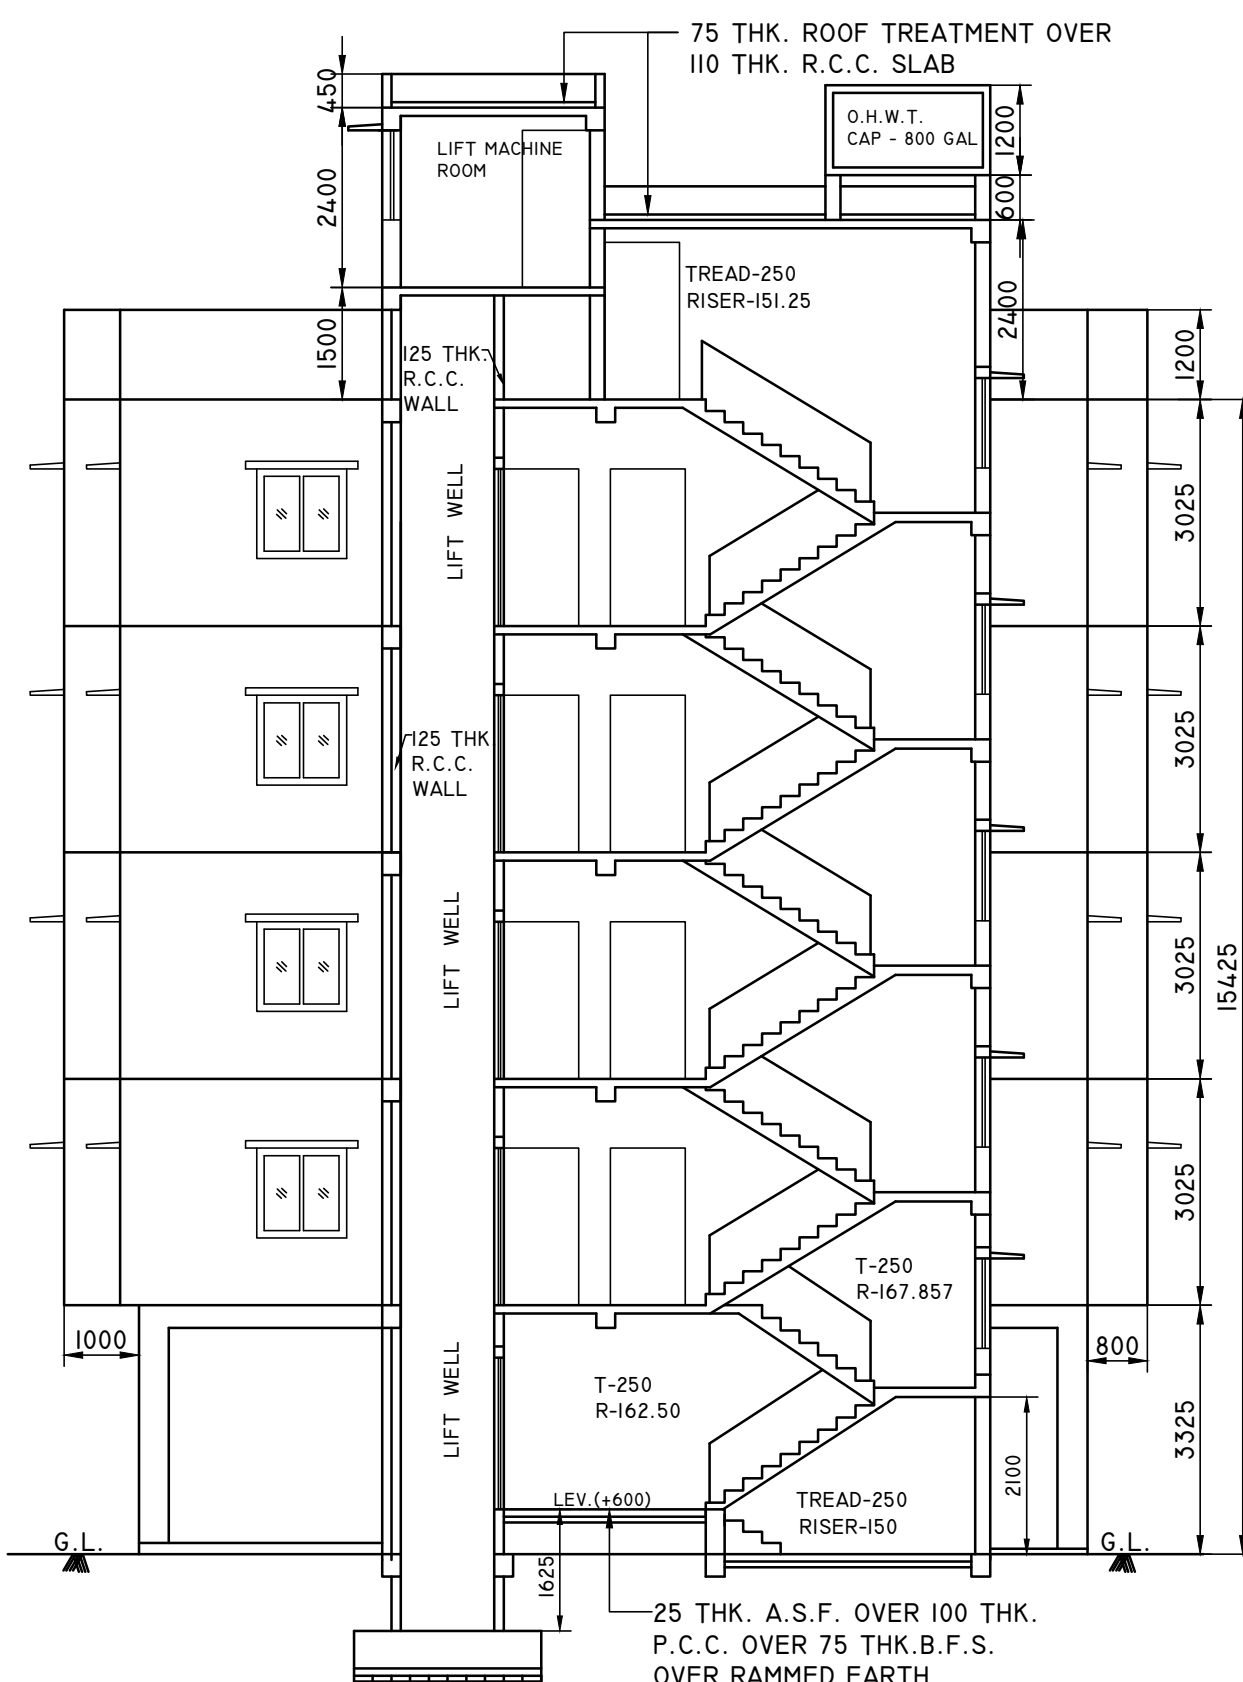 75 THK. ROOF TREATMENT OVER
110 THK. R.C.C. SLAB
450
2400
1500
LIFT MACHINE
ROOM
O.H.W.T.
CAP - 800 GAL
1200
600
2400
TREAD-250
RISER-151.25
125 THK.
R.C.C.
WALL
1200
LIFT WELL
3025
3025
125 THK
R.C.C.
WALL
LIFT WELL
3025
15425
3025
T-250
R-167.857
1000
800
LIFT WELL
T-250
R-162.50
3325
2100
LEV.(+600)
TREAD-250
RISER-150
G.L.
G.L.
1625
25 THK. A.S.F. OVER 100 THK.
P.C.C. OVER 75 THK.B.F.S.
OVER RAMMED EARTH